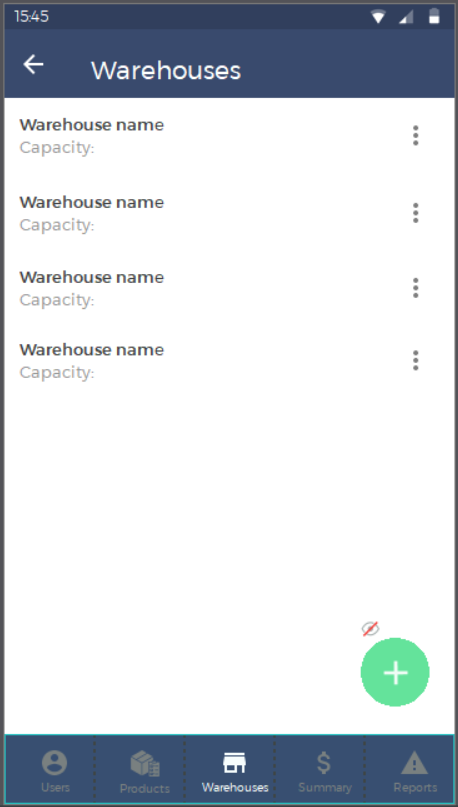 15:45
Warehouses
Warehouse name
Capacity:
Warehouse name
Capacity:
Warehouse name
Capacity:
Warehouse name
Capacity:
Users
Products
Warehouses
Summary
Reports